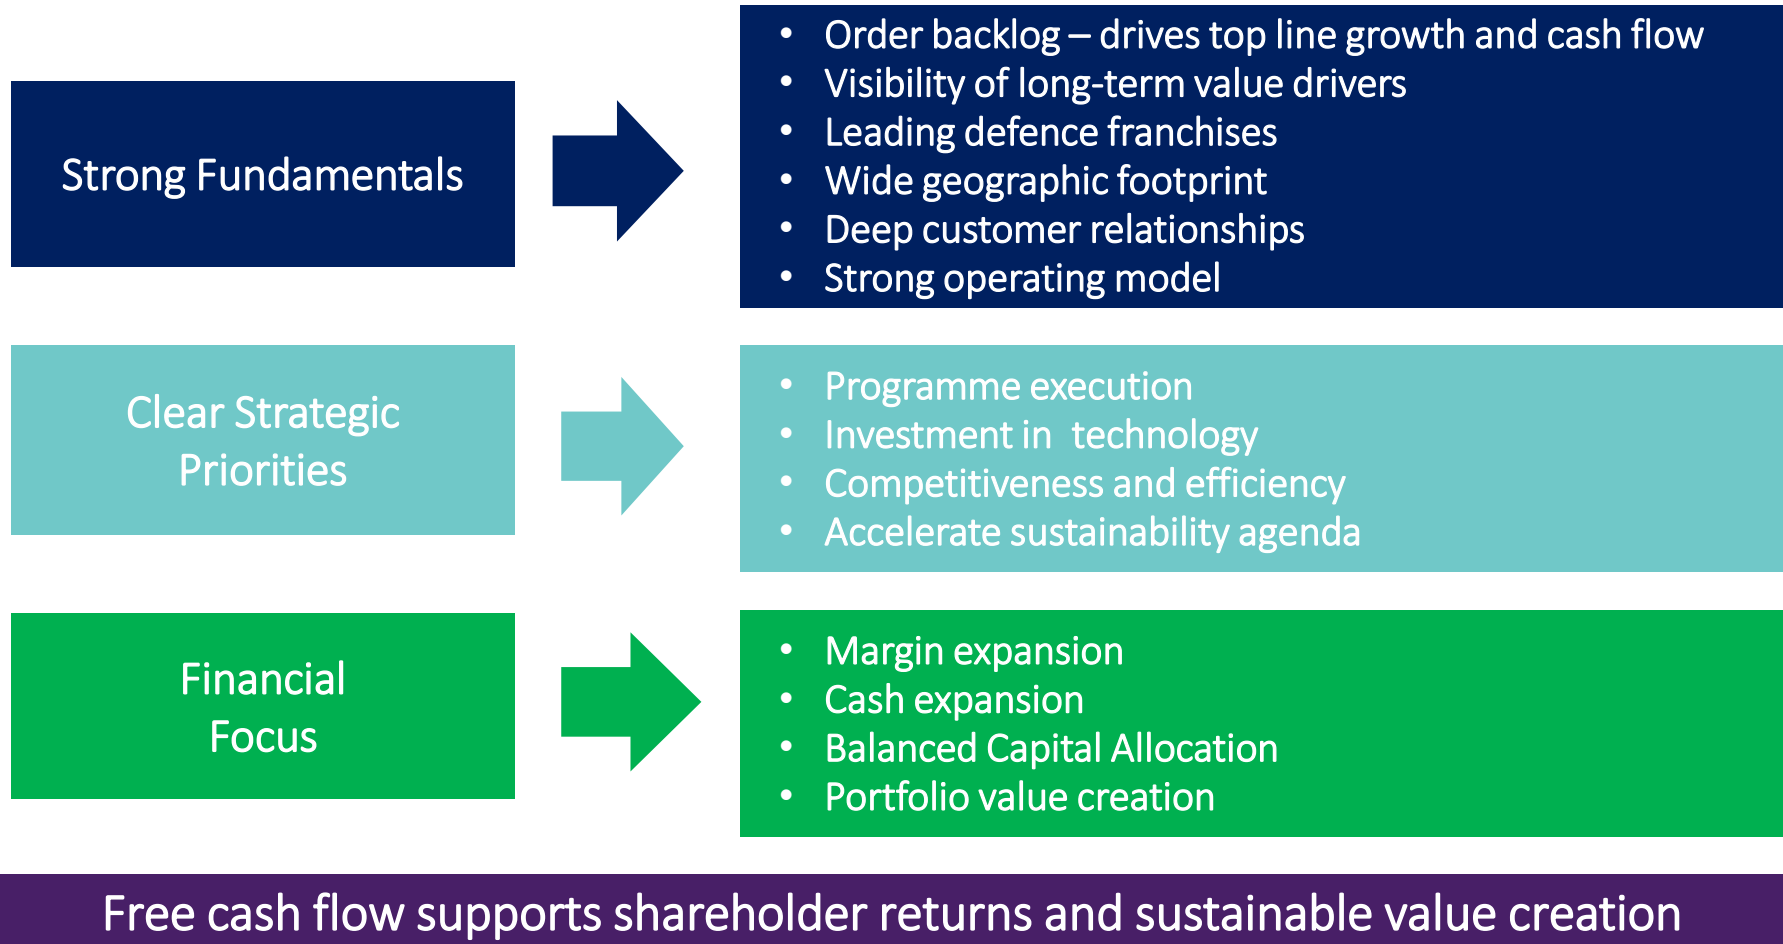 Strong Fundamentals
• Order backlog – drives top line growth and cash flow
• Visibility of long-term value drivers
• Leading defence franchises
• Wide geographic footprint
• Deep customer relationships
• Strong operating model
Clear Strategic
Priorities
• Programme execution
• Investment in  technology
• Competitiveness and efficiency
• Accelerate sustainability agenda
Financial
Focus
• Margin expansion
• Cash expansion
• Balanced Capital Allocation
• Portfolio value creation
Free cash flow supports shareholder returns and sustainable value creation